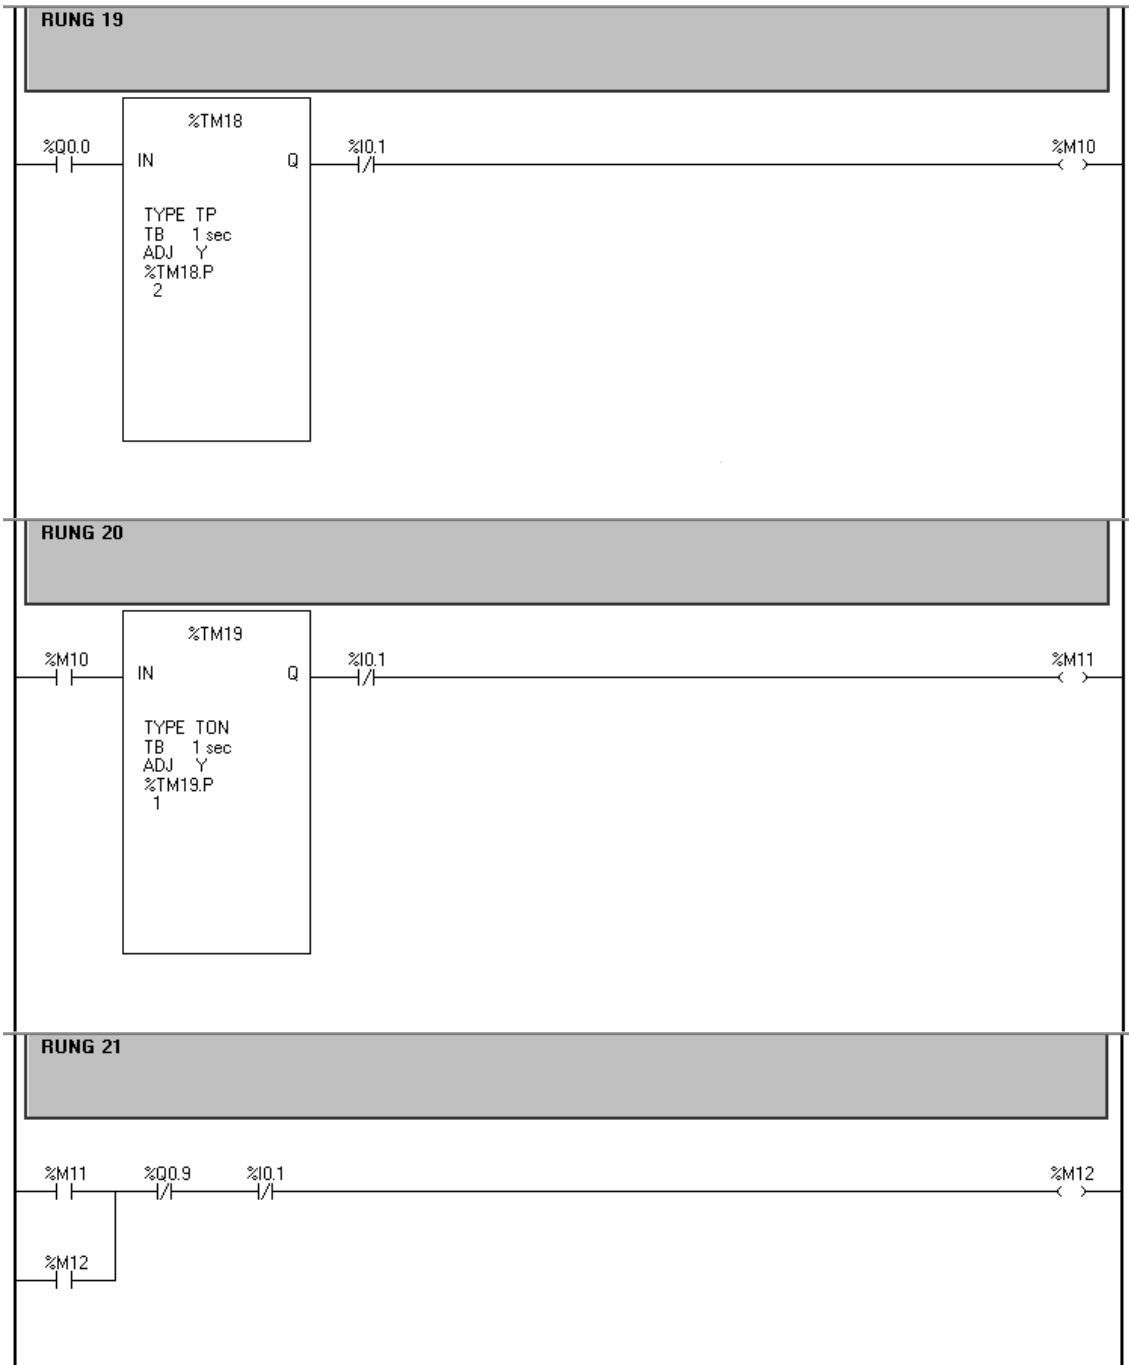 RUNG 19
%TM18
%Q0.0
IN Q
%I0.1
%M10
TYPE TP
TB 1 sec
ADJ Y
%TM18.P
2
RUNG 20
%TM19
%M10
IN Q
%I0.1
%M11
TYPE TON
TB 1 sec
ADJ Y
%TM19.P
1
RUNG 21
%M11 %Q0.9 %I0.1 %M12
%M12